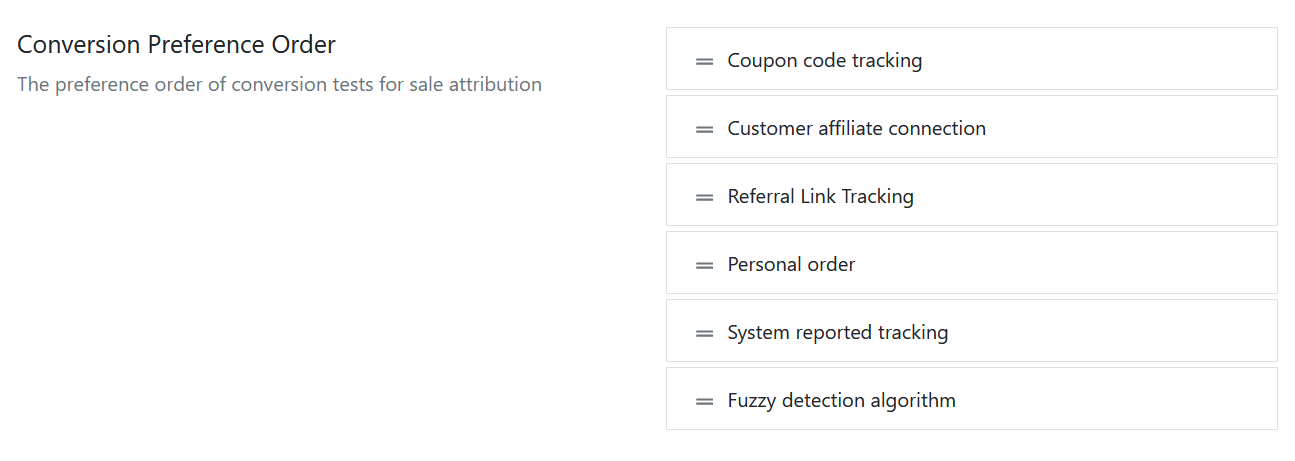 Conversion Preference Order
The preference order of conversion tests for sale attribution
Coupon code tracking
Customer affiliate connection
Referral Link Tracking
Personal order
System reported tracking
Fuzzy detection algorithm